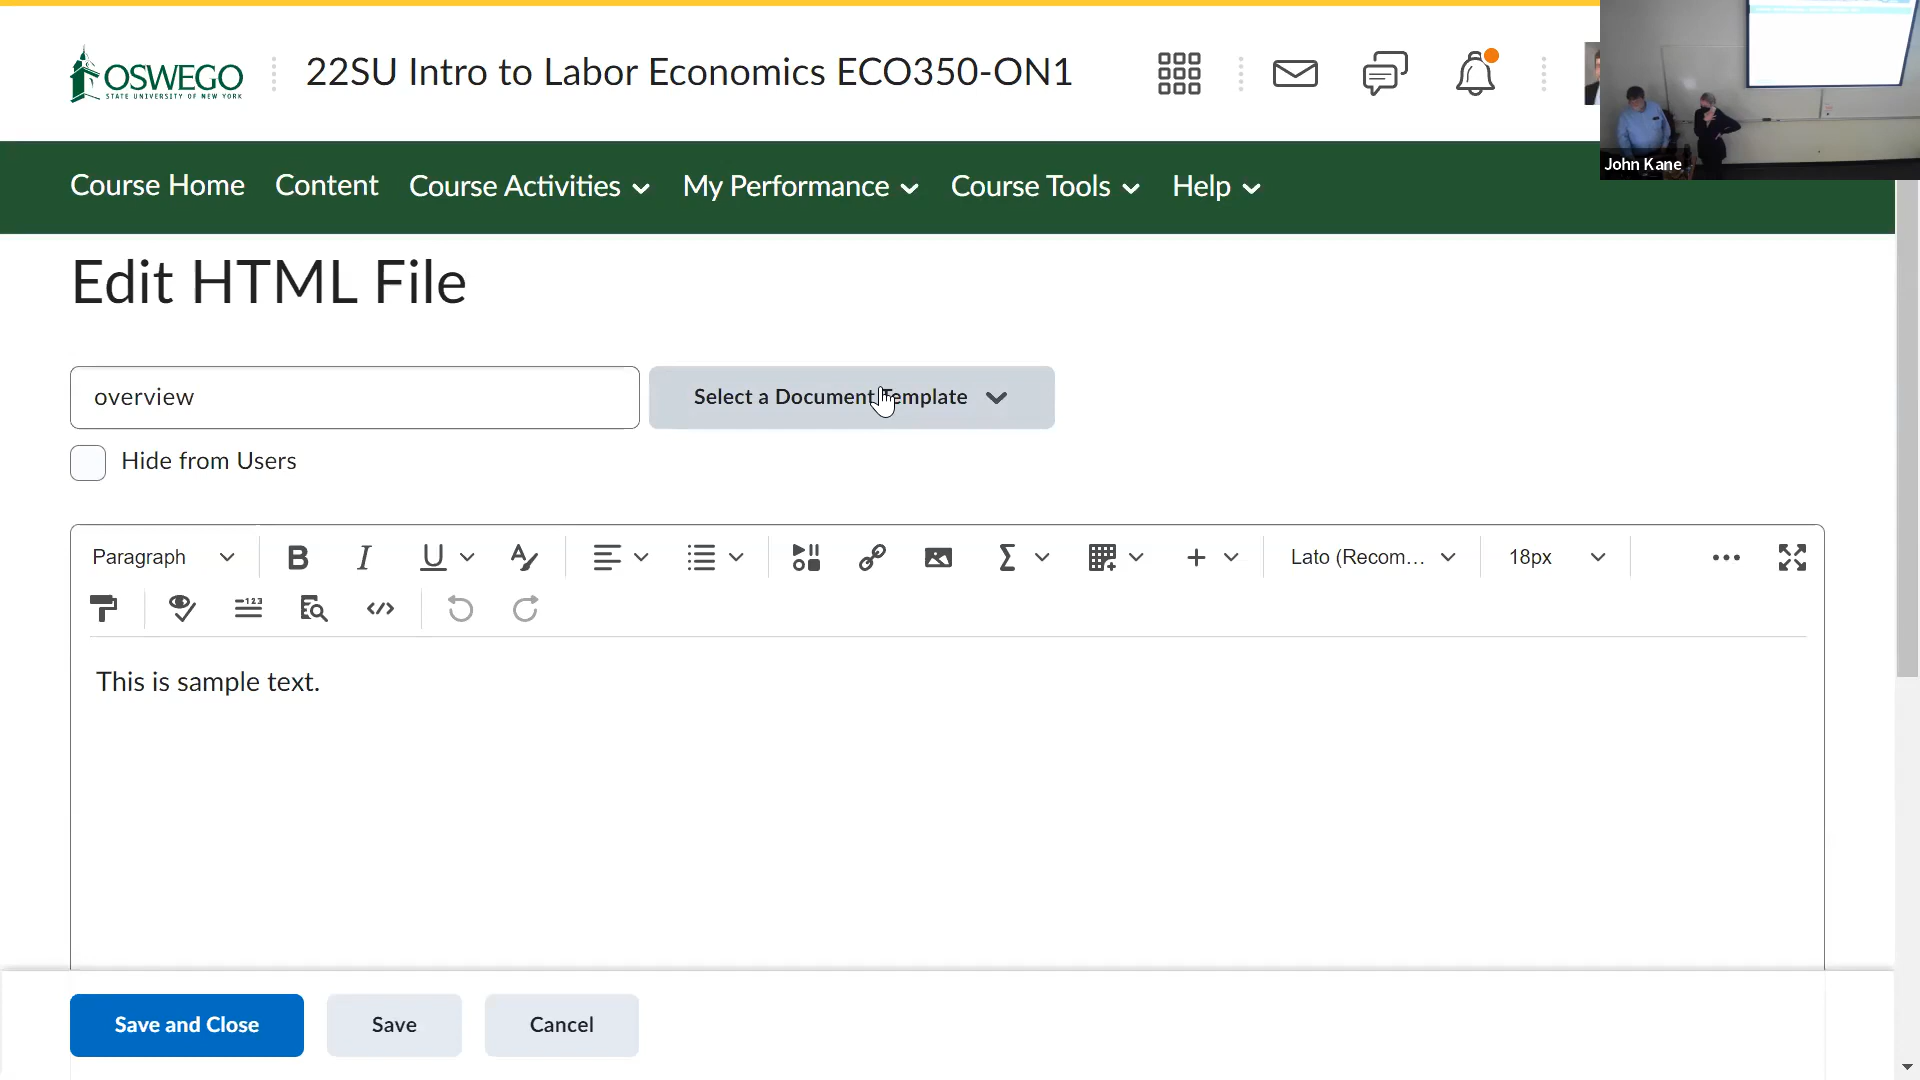 OSWEGO
STATE UNIVERSITY OF NEW YORK
22SU Intro to Labor Economics ECO350-ON1
John Kane
Course Home Content Course Activities My Performance Course Tools Help
Edit HTML File
overview
Select a Document Template
Hide from Users
Paragraph B I U A Σ + Lato (Recom... 18px ...
123 </>
This is sample text.
Save and Close Save Cancel